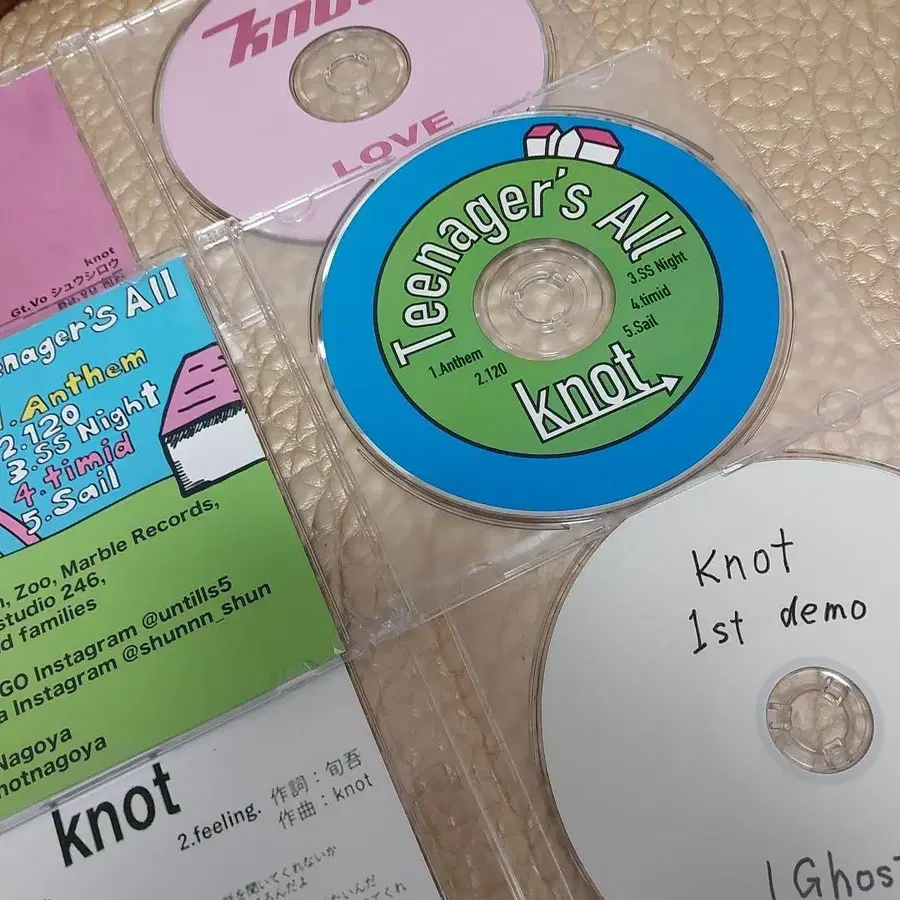 knot
LOVE
knot
Gt.Vo シュウシロウ
Teenager's All
1.Anthem
2.120
3.SS Night
4.timid
5.Sail
knot
All
Anthem
2.120
3.SS Night
4.timid
5.Sail
Zoo, Marble Records,
studio 246,
families
GO Instagram @untills5
Instagram @shunnn_shun
Nagoya
knot
2.feeling.
作詞：旬吾
作曲：knot
Knot
1st demo